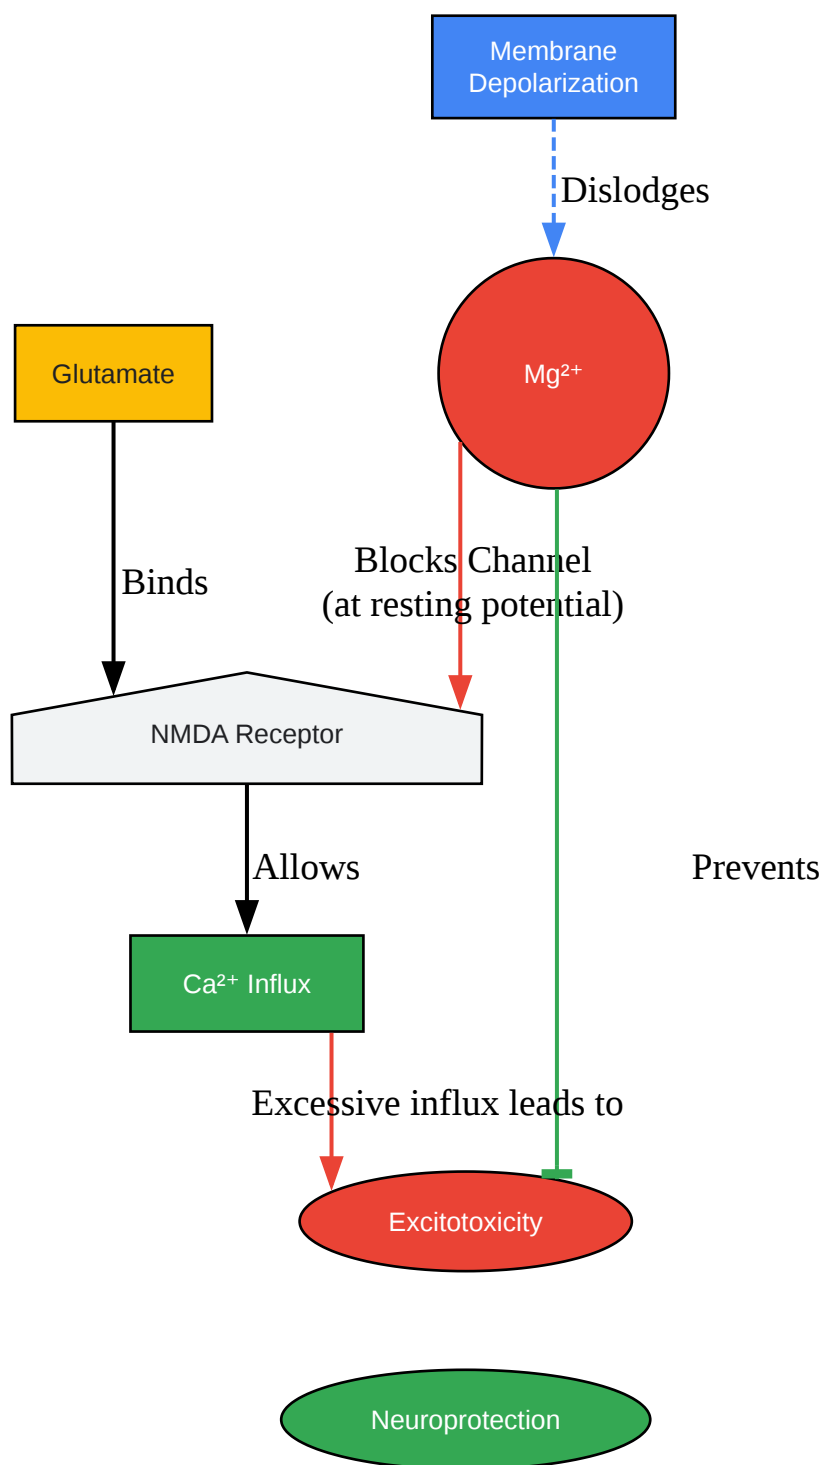 Membrane
Depolarization
Dislodges
Glutamate
Mg²⁺
Binds
Blocks Channel
(at resting potential)
NMDA Receptor
Allows
Prevents
Ca²⁺ Influx
Excessive influx leads to
Excitotoxicity
Neuroprotection